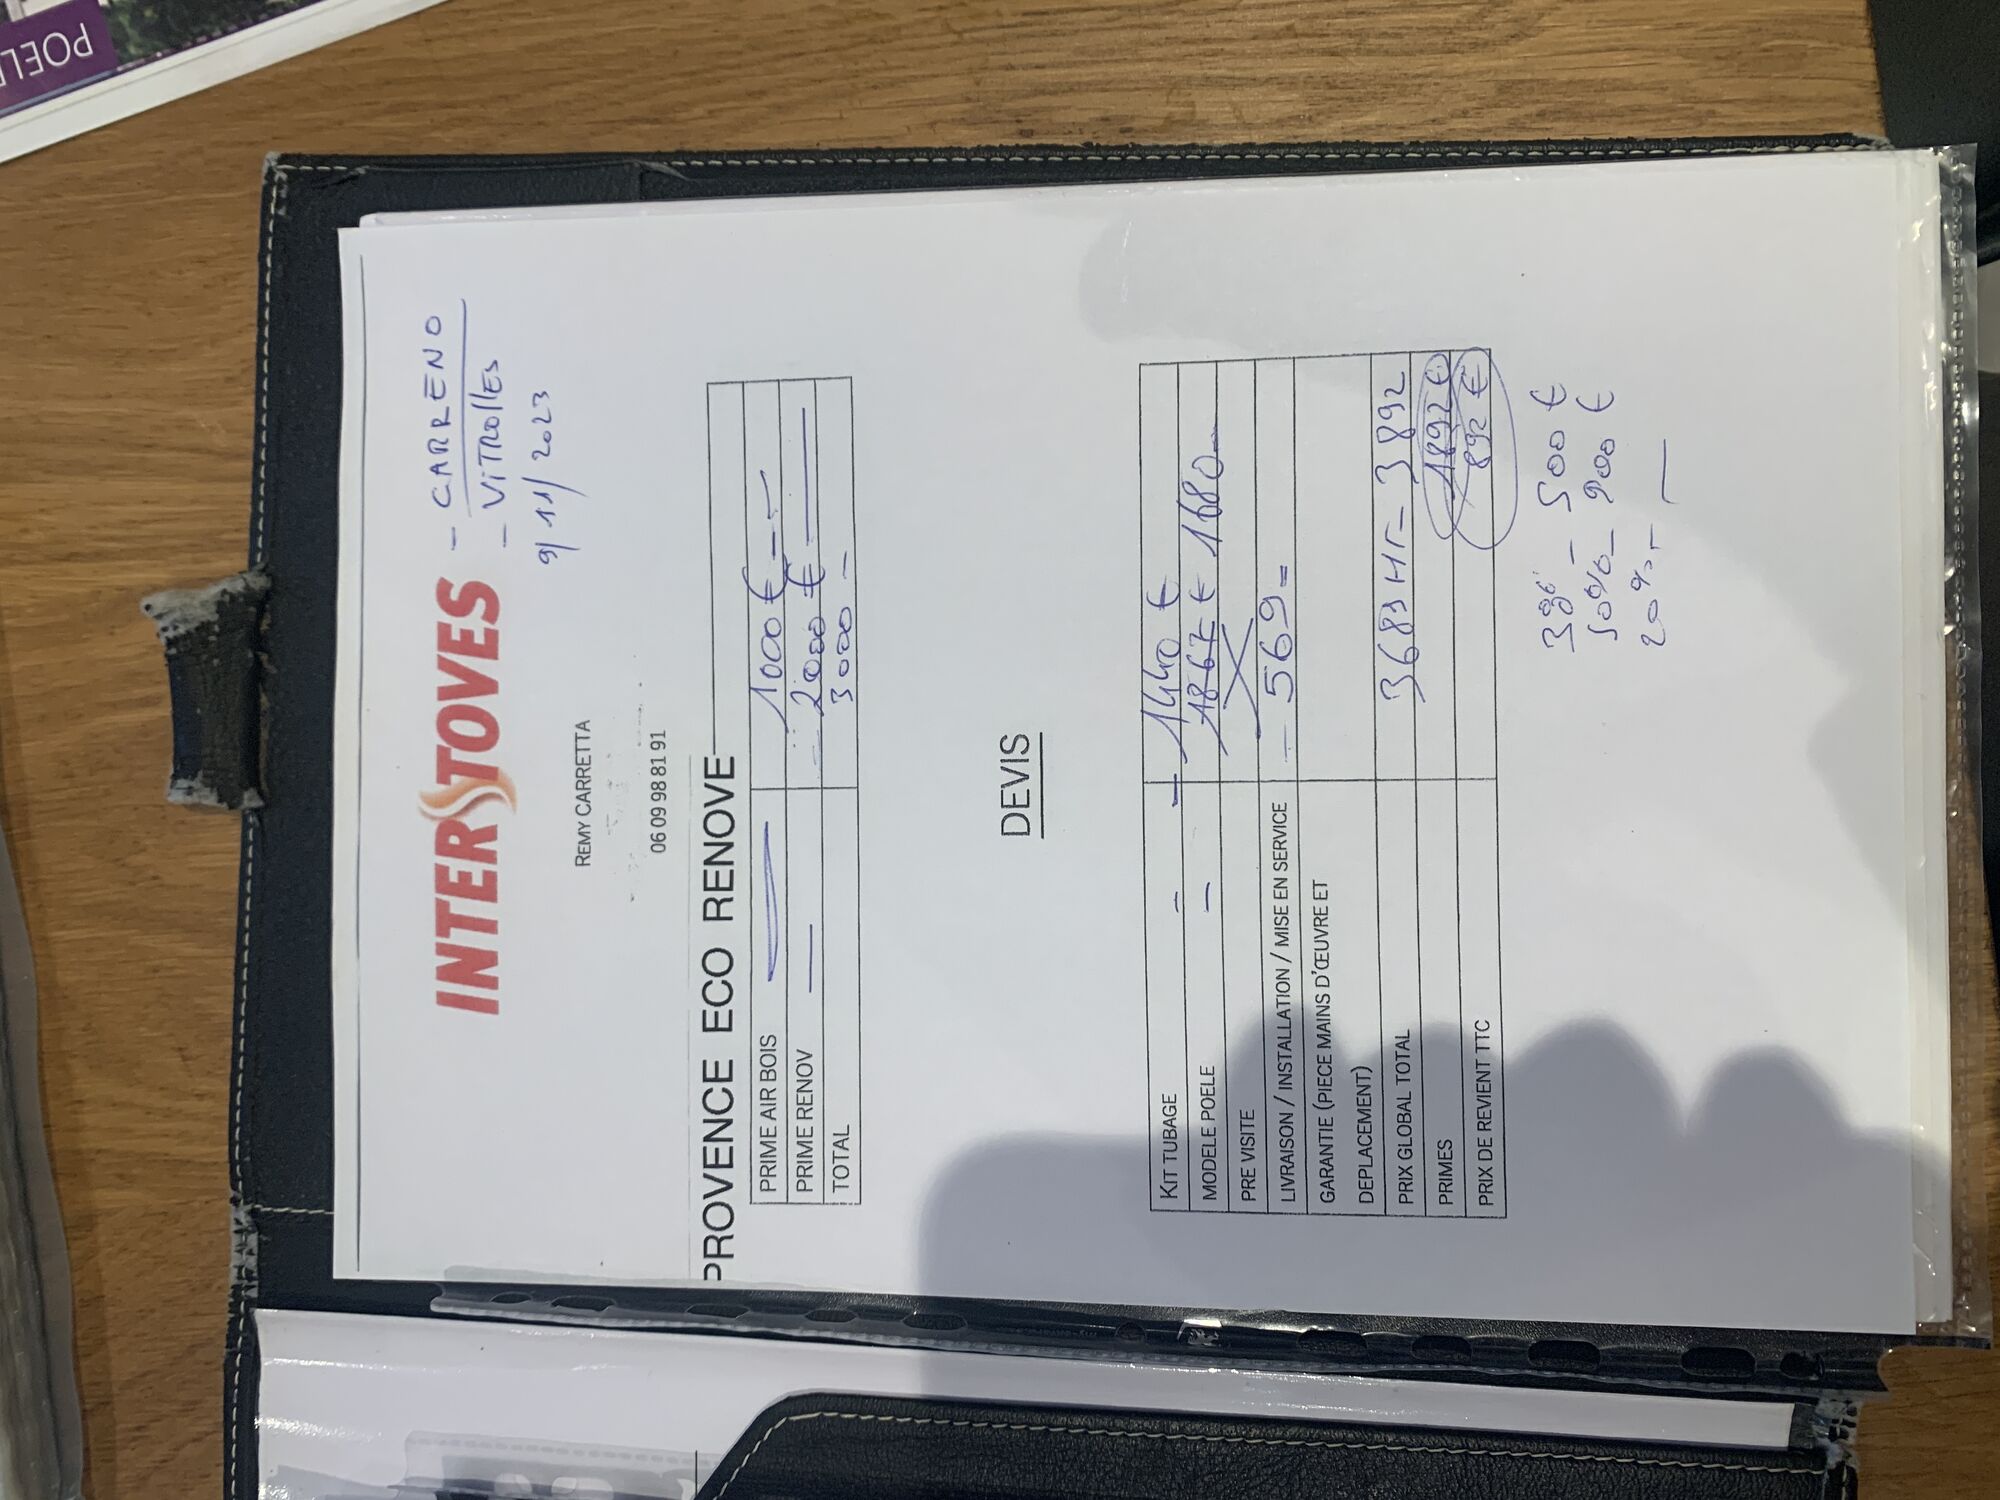 POELE
INTER STOVES - CARRENO
- ViTROllES
9/11/2023
REMY CARRETTA
06 09 98 81 91
PROVENCE ECO RENOVE
PRIME AIR BOIS 1000 € --
PRIME RENOV — 2000 € —
TOTAL 3000 -
DEVIS
KIT TUBAGE - - 1440 €
MODELE POELE - 1867 € 1680
PRE VISITE
LIVRAISON / INSTALLATION / MISE EN SERVICE - 569 =
GARANTIE (PIECE MAINS D'ŒUVRE ET
DEPLACEMENT)
PRIX GLOBAL TOTAL 3689 HT - 3892
PRIMES 1892 €
PRIX DE REVIENT TTC 892 €
- 500 €
50% - 900 €
20% - —